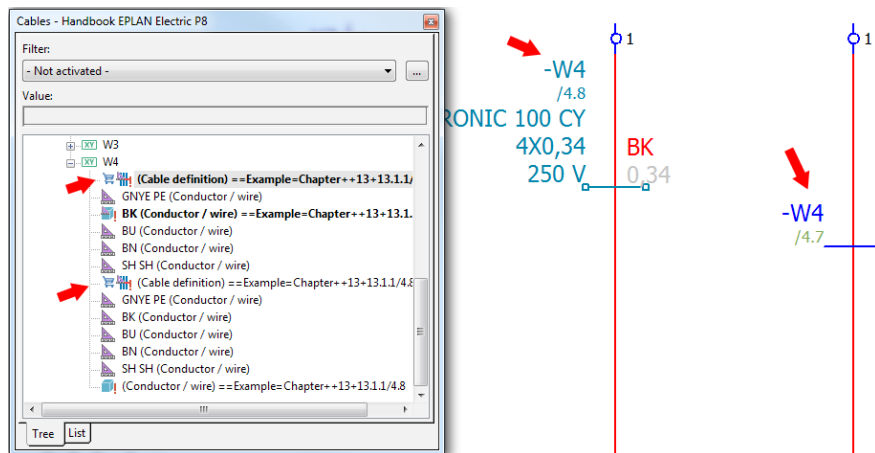 Cables - Handbook EPLAN Electric P8
Filter:
- Not activated -
...
Value:
W3
W4
(Cable definition) ==Example=Chapter++13+13.1.1/
GNYE PE (Conductor / wire)
BK (Conductor / wire) ==Example=Chapter++13+13.1.
BU (Conductor / wire)
BN (Conductor / wire)
SH SH (Conductor / wire)
(Cable definition) ==Example=Chapter++13+13.1.1/4.8
GNYE PE (Conductor / wire)
BK (Conductor / wire)
BU (Conductor / wire)
BN (Conductor / wire)
SH SH (Conductor / wire)
(Conductor / wire) ==Example=Chapter++13+13.1.1/4.8
Tree
List
1
-W4
/4.8
RONIC 100 CY
4X0,34
250 V
BK
0,34
1
-W4
/4.7